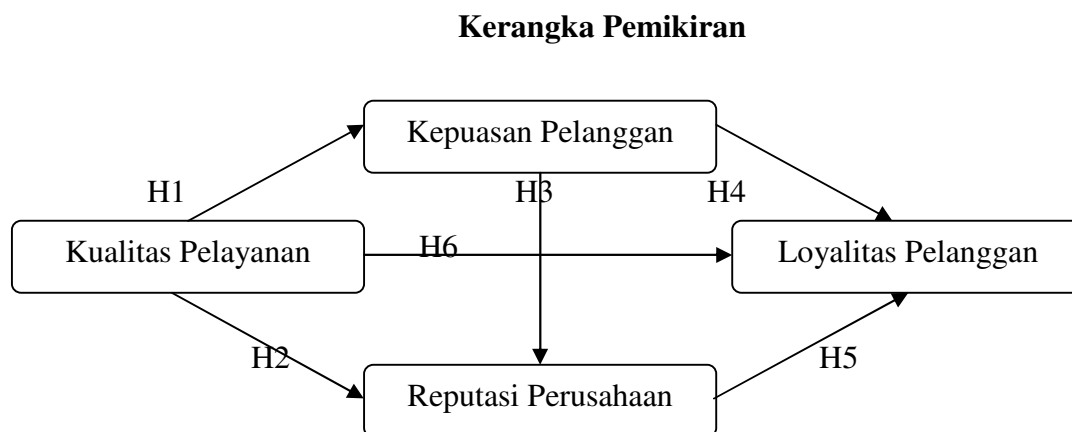 Kerangka Pemikiran
Kepuasan Pelanggan
H1
H3
H4
Kualitas Pelayanan
H6
Loyalitas Pelanggan
H2
H5
Reputasi Perusahaan